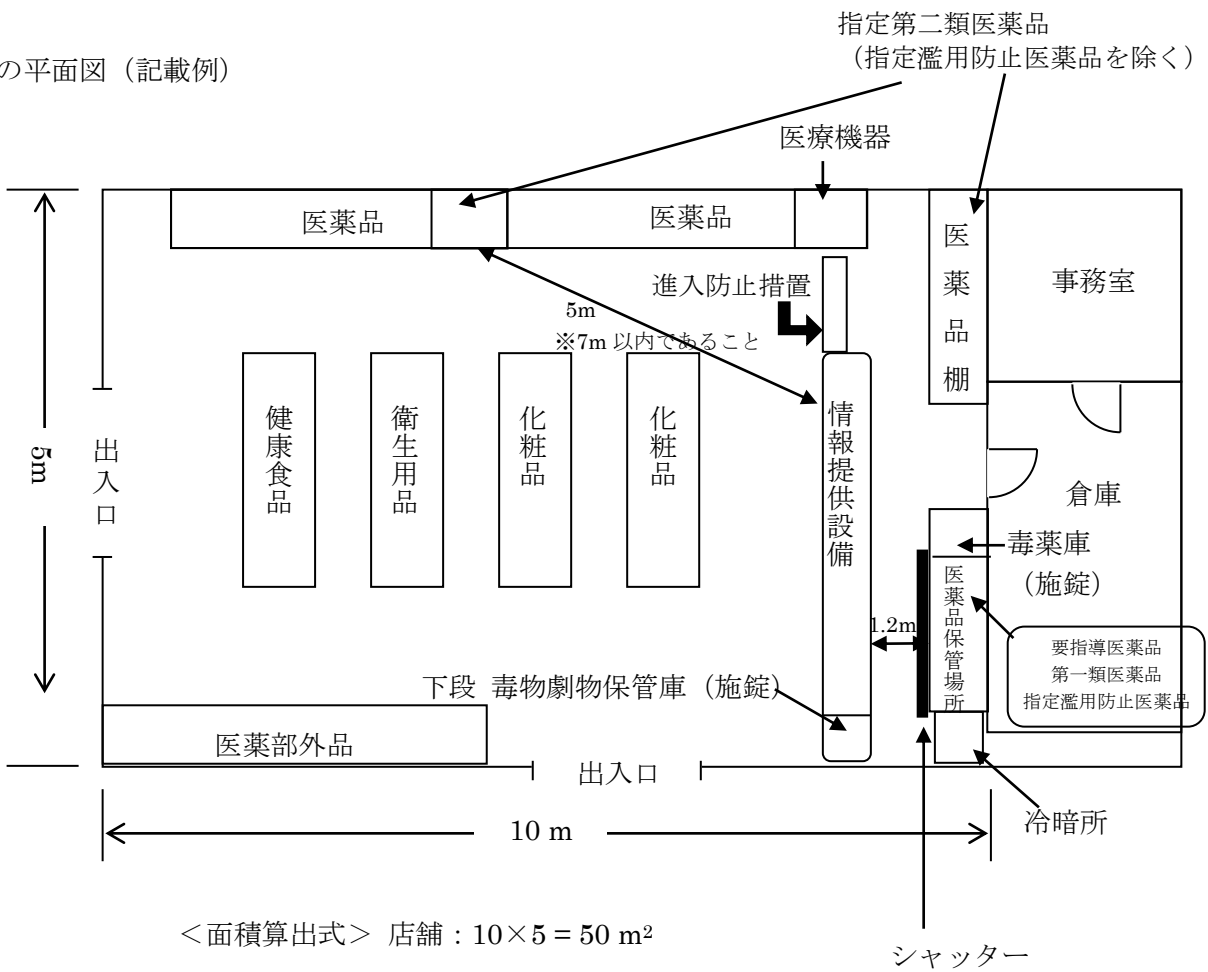 指定第二類医薬品
(指定濫用防止医薬品を除く)
の平面図(記載例)
医療機器
医薬品
医薬品
医薬品棚
事務室
進入防止措置
5m
※7m 以内であること
健康食品
衛生用品
化粧品
化粧品
情報提供設備
出入口
5m
倉庫
毒薬庫
(施錠)
医薬品保管場所
1.2m
要指導医薬品
第一類医薬品
指定濫用防止医薬品
下段 毒物劇物保管庫(施錠)
医薬部外品
出入口
冷暗所
10 m
<面積算出式> 店舗:10×5 = 50 m²
シャッター